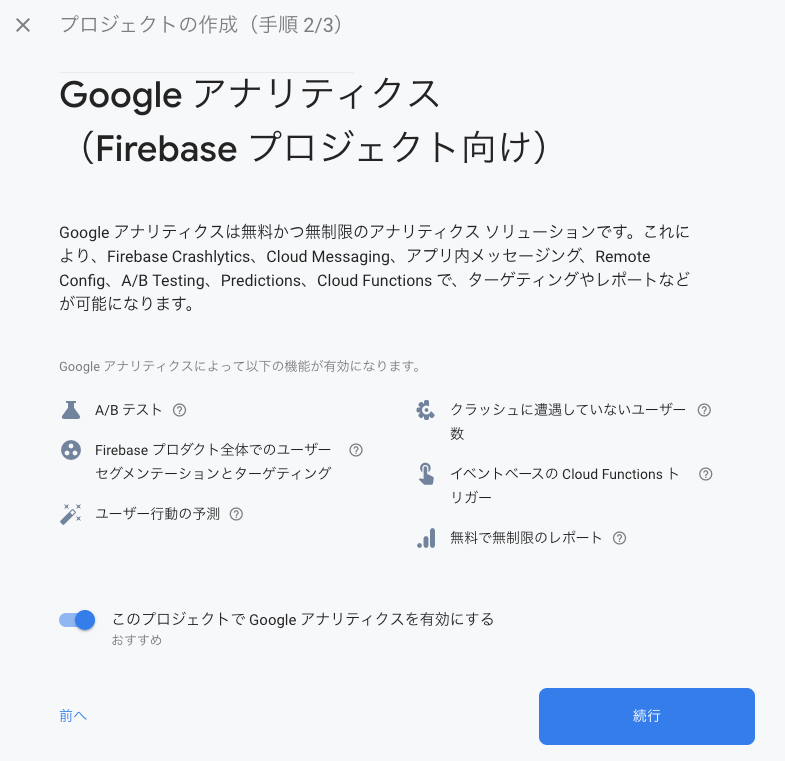 プロジェクトの作成（手順 2/3）
Google アナリティクス
（Firebase プロジェクト向け）
Google アナリティクスは無料かつ無制限のアナリティクス ソリューションです。これに
より、Firebase Crashlytics、Cloud Messaging、アプリ内メッセージング、Remote
Config、A/B Testing、Predictions、Cloud Functions で、ターゲティングやレポートなど
が可能になります。
Google アナリティクスによって以下の機能が有効になります。
A/B テスト
Firebase プロダクト全体でのユーザー
セグメンテーションとターゲティング
ユーザー行動の予測
クラッシュに遭遇していないユーザー
数
イベントベースの Cloud Functions ト
リガー
無料で無制限のレポート
このプロジェクトで Google アナリティクスを有効にする
おすすめ
前へ
続行